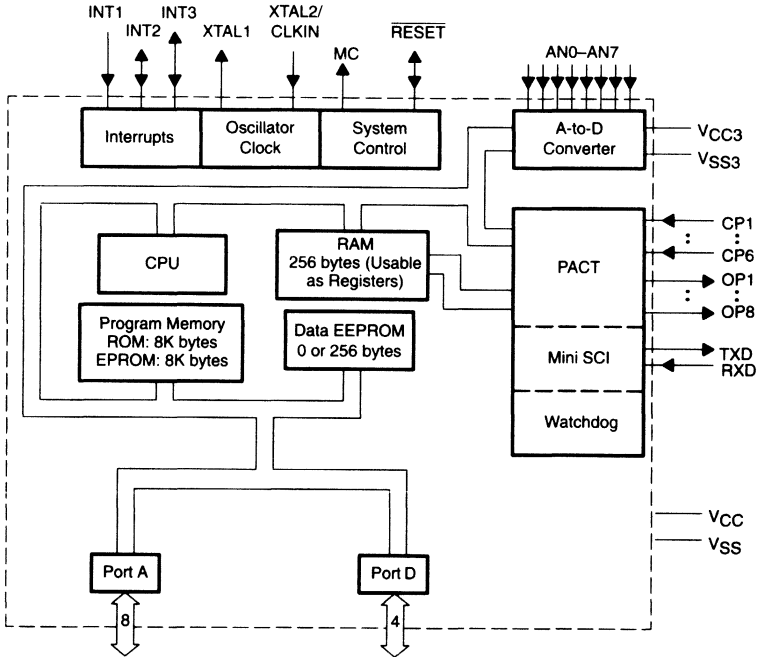 INT1
INT2
INT3
XTAL1
XTAL2/
CLKIN
MC
RESET
AN0–AN7
Interrupts
Oscillator
Clock
System
Control
A-to-D
Converter
VCC3
VSS3
CPU
RAM
256 bytes (Usable
as Registers)
PACT
CP1
CP6
OP1
OP8
Program Memory
ROM: 8K bytes
EPROM: 8K bytes
Data EEPROM
0 or 256 bytes
Mini SCI
TXD
RXD
Watchdog
VCC
VSS
Port A
Port D
8
4